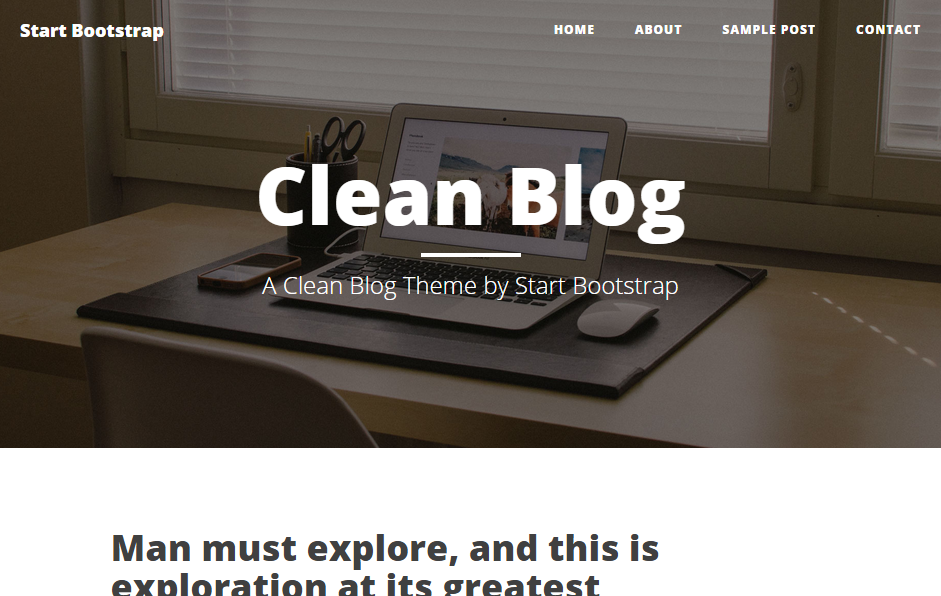 Start Bootstrap
HOME ABOUT SAMPLE POST CONTACT
Clean Blog
A Clean Blog Theme by Start Bootstrap
Man must explore, and this is
exploration at its greatest